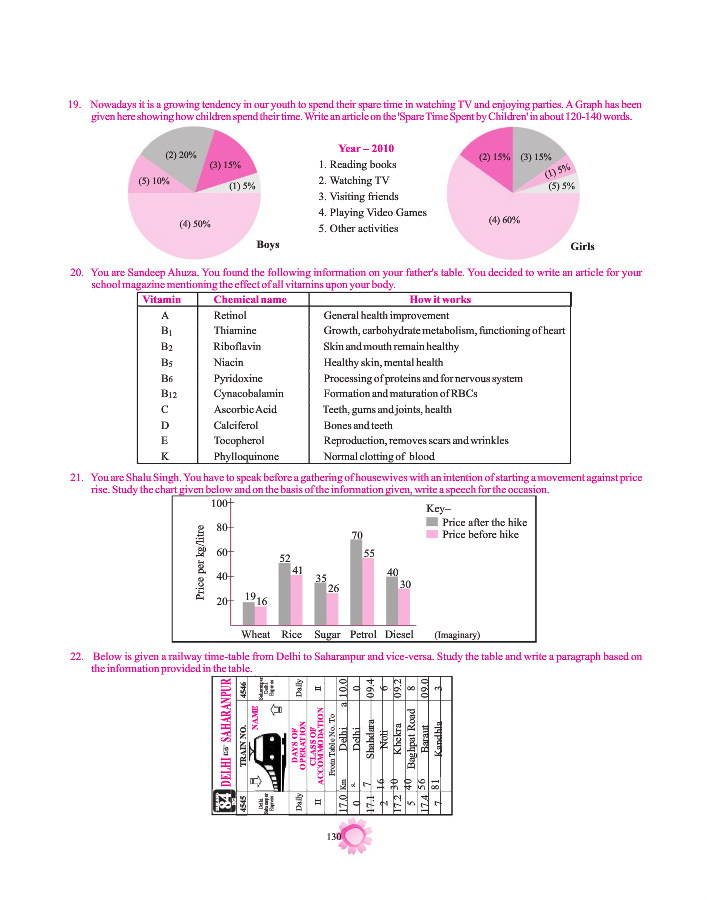 19. Nowadays it is a growing tendency in our youth to spend their spare time in watching TV and enjoying parties. A Graph has been
given here showing how children spend their time. Write an article on the 'Spare Time Spent by Children' in about 120-140 words.
(2) 20%
(3) 15%
(5) 10%
(1) 5%
(4) 50%
Boys
Year – 2010
1. Reading books
2. Watching TV
3. Visiting friends
4. Playing Video Games
5. Other activities
(2) 15%
(3) 15%
(1) 5%
(5) 5%
(4) 60%
Girls
20. You are Sandeep Ahuza. You found the following information on your father's table. You decided to write an article for your
school magazine mentioning the effect of all vitamins upon your body.
Vitamin Chemical name How it works
A Retinol General health improvement
B1 Thiamine Growth, carbohydrate metabolism, functioning of heart
B2 Riboflavin Skin and mouth remain healthy
B5 Niacin Healthy skin, mental health
B6 Pyridoxine Processing of proteins and for nervous system
B12 Cynacobalamin Formation and maturation of RBCs
C Ascorbic Acid Teeth, gums and joints, health
D Calciferol Bones and teeth
E Tocopherol Reproduction, removes scars and wrinkles
K Phylloquinone Normal clotting of blood
21. You are Shalu Singh. You have to speak before a gathering of housewives with an intention of starting a movement against price
rise. Study the chart given below and on the basis of the information given, write a speech for the occasion.
Price per kg/litre
100
80
60
40
20
19 16
52 41
35 26
70 55
40 30
Wheat Rice Sugar Petrol Diesel (Imaginary)
Key–
Price after the hike
Price before hike
22. Below is given a railway time-table from Delhi to Saharanpur and vice-versa. Study the table and write a paragraph based on
the information provided in the table.
84 DELHI SAHARANPUR
4545 TRAIN NO. 4546
Delhi Saharanpur Express NAME Saharanpur Delhi Express
Daily DAYS OF OPERATION Daily
II CLASS OF ACCOMMODATION II
From Table No. To
17.0 Km Delhi a 10.0
0 s. Delhi 0
17.1 7 Shahdara 09.4
2 16 Noli 6
17.2 30 Khekra 09.2
5 40 Baghpat Road 8
17.4 56 Baraut 09.0
7 81 Kandhla 3
130